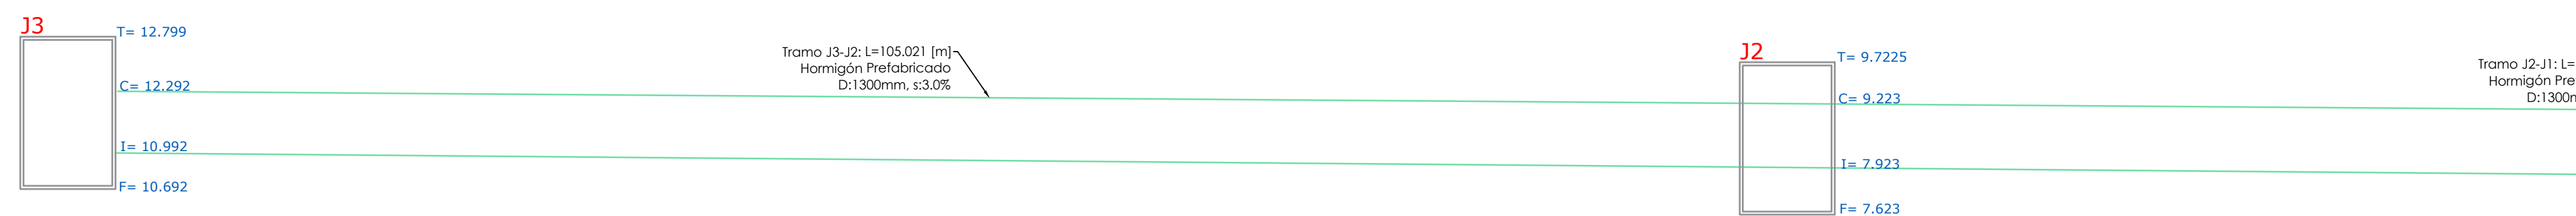 J3
T= 12.799
C= 12.292
I= 10.992
F= 10.692
Tramo J3-J2: L=105.021 [m]
Hormigón Prefabricado
D:1300mm, s:3.0%
J2
T= 9.7225
C= 9.223
I= 7.923
F= 7.623
Tramo J2-J1: L=
Hormigón Pre
D:1300